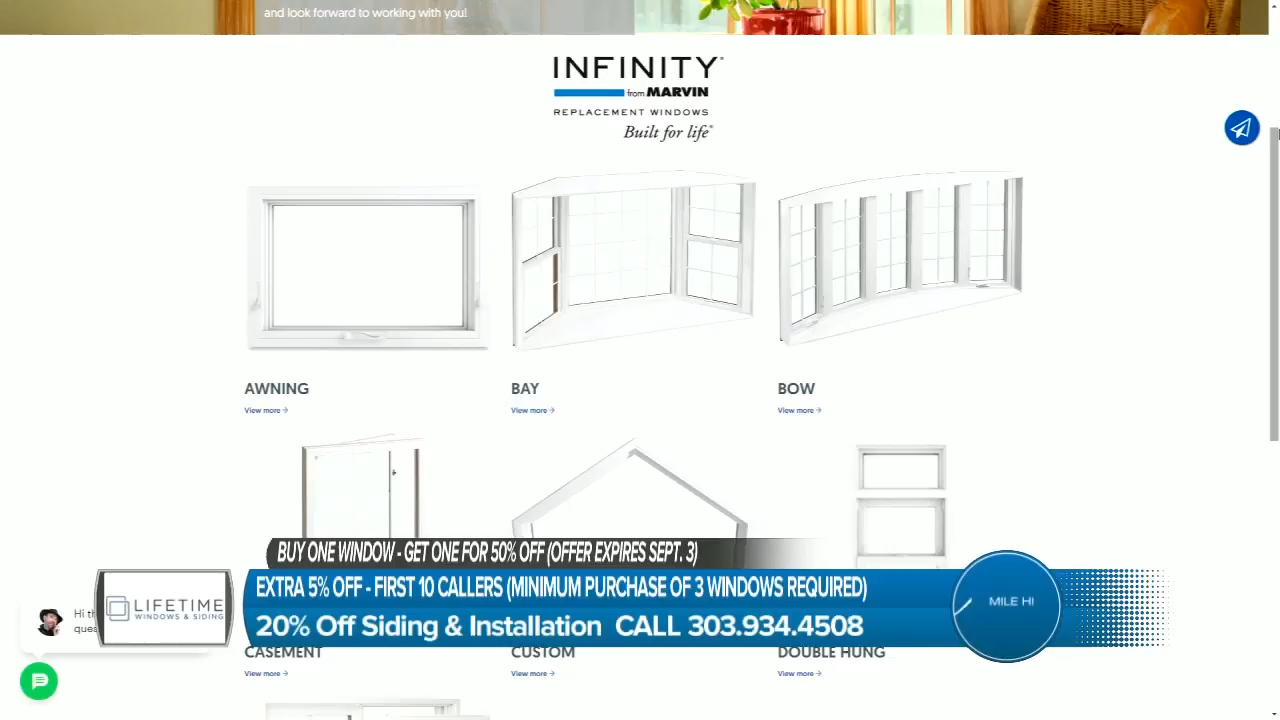 and look forward to working with you!
INFINITY®
from MARVIN
REPLACEMENT WINDOWS
Built for life®
AWNING
View more →
BAY
View more →
BOW
View more →
BUY ONE WINDOW - GET ONE FOR 50% OFF (OFFER EXPIRES SEPT. 3)
EXTRA 5% OFF - FIRST 10 CALLERS (MINIMUM PURCHASE OF 3 WINDOWS REQUIRED)
20% Off Siding & Installation CALL 303.934.4508
LIFETIME
WINDOWS & SIDING
MILE HI
Hi
CASEMENT
View more →
CUSTOM
View more →
DOUBLE HUNG
View more →